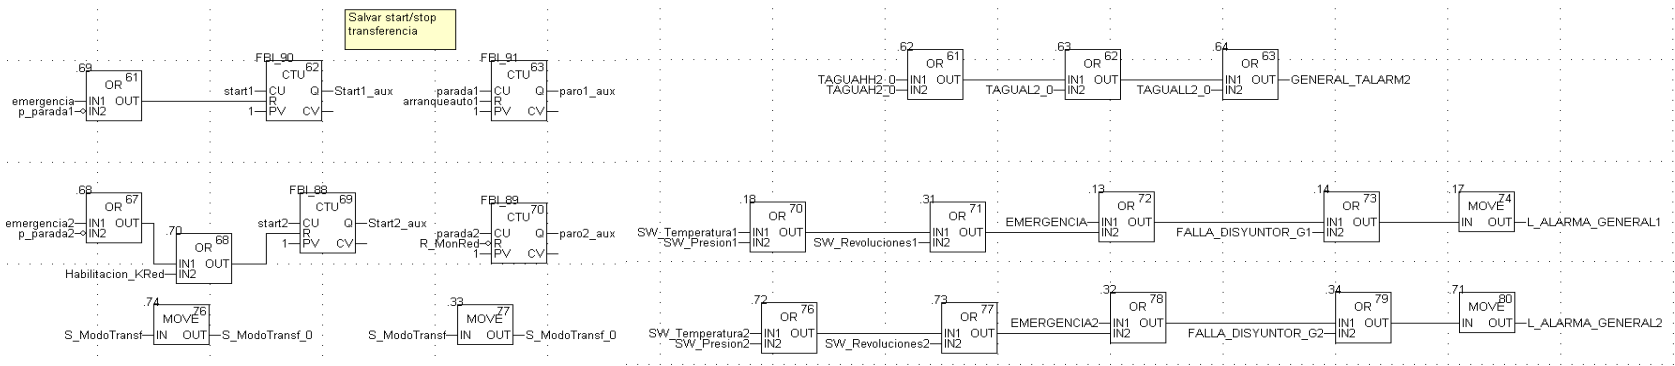 Salvar start/stop
transferencia
.69
61
OR
emergencia
IN1 OUT
p_parada1
IN2
FBI_90
62
CTU
start1
CU Q
Start1_aux
R
1
PV CV
FBI_91
63
CTU
parada1
CU Q
paro1_aux
arranqueauto1
R
1
PV CV
.62
61
OR
TAGUAHH2_0
IN1 OUT
TAGUAH2_0
IN2
.63
62
OR
IN1 OUT
TAGUAL2_0
IN2
.64
63
OR
IN1 OUT
GENERAL_TALARM2
TAGUALL2_0
IN2
.68
67
OR
emergencia2
IN1 OUT
p_parada2
IN2
.70
68
OR
IN1 OUT
Habilitacion_KRed
IN2
FBI_88
69
CTU
start2
CU Q
Start2_aux
R
1
PV CV
FBI_89
70
CTU
parada2
CU Q
paro2_aux
R_MonRed
R
1
PV CV
.18
70
OR
SW_Temperatura1
IN1 OUT
SW_Presion1
IN2
.31
71
OR
IN1 OUT
SW_Revoluciones1
IN2
.13
72
OR
EMERGENCIA
IN1 OUT
IN2
.14
73
OR
IN1 OUT
FALLA_DISYUNTOR_G1
IN2
.17
74
MOVE
IN OUT
L_ALARMA_GENERAL1
.74
76
MOVE
S_ModoTransf
IN OUT
S_ModoTransf_0
.33
77
MOVE
S_ModoTransf
IN OUT
S_ModoTransf_0
.72
76
OR
SW_Temperatura2
IN1 OUT
SW_Presion2
IN2
.73
77
OR
IN1 OUT
SW_Revoluciones2
IN2
.32
78
OR
EMERGENCIA2
IN1 OUT
IN2
.34
79
OR
IN1 OUT
FALLA_DISYUNTOR_G2
IN2
.71
80
MOVE
IN OUT
L_ALARMA_GENERAL2